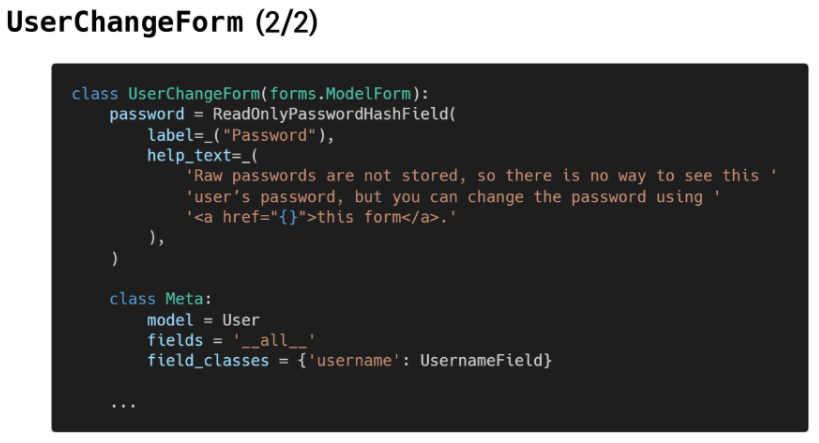 UserChangeForm (2/2)
class UserChangeForm(forms.ModelForm):
    password = ReadOnlyPasswordHashField(
        label=_("Password"),
        help_text=_(
            'Raw passwords are not stored, so there is no way to see this '
            'user’s password, but you can change the password using '
            '<a href="{}">this form</a>.'
        ),
    )
    class Meta:
        model = User
        fields = '__all__'
        field_classes = {'username': UsernameField}
    ...